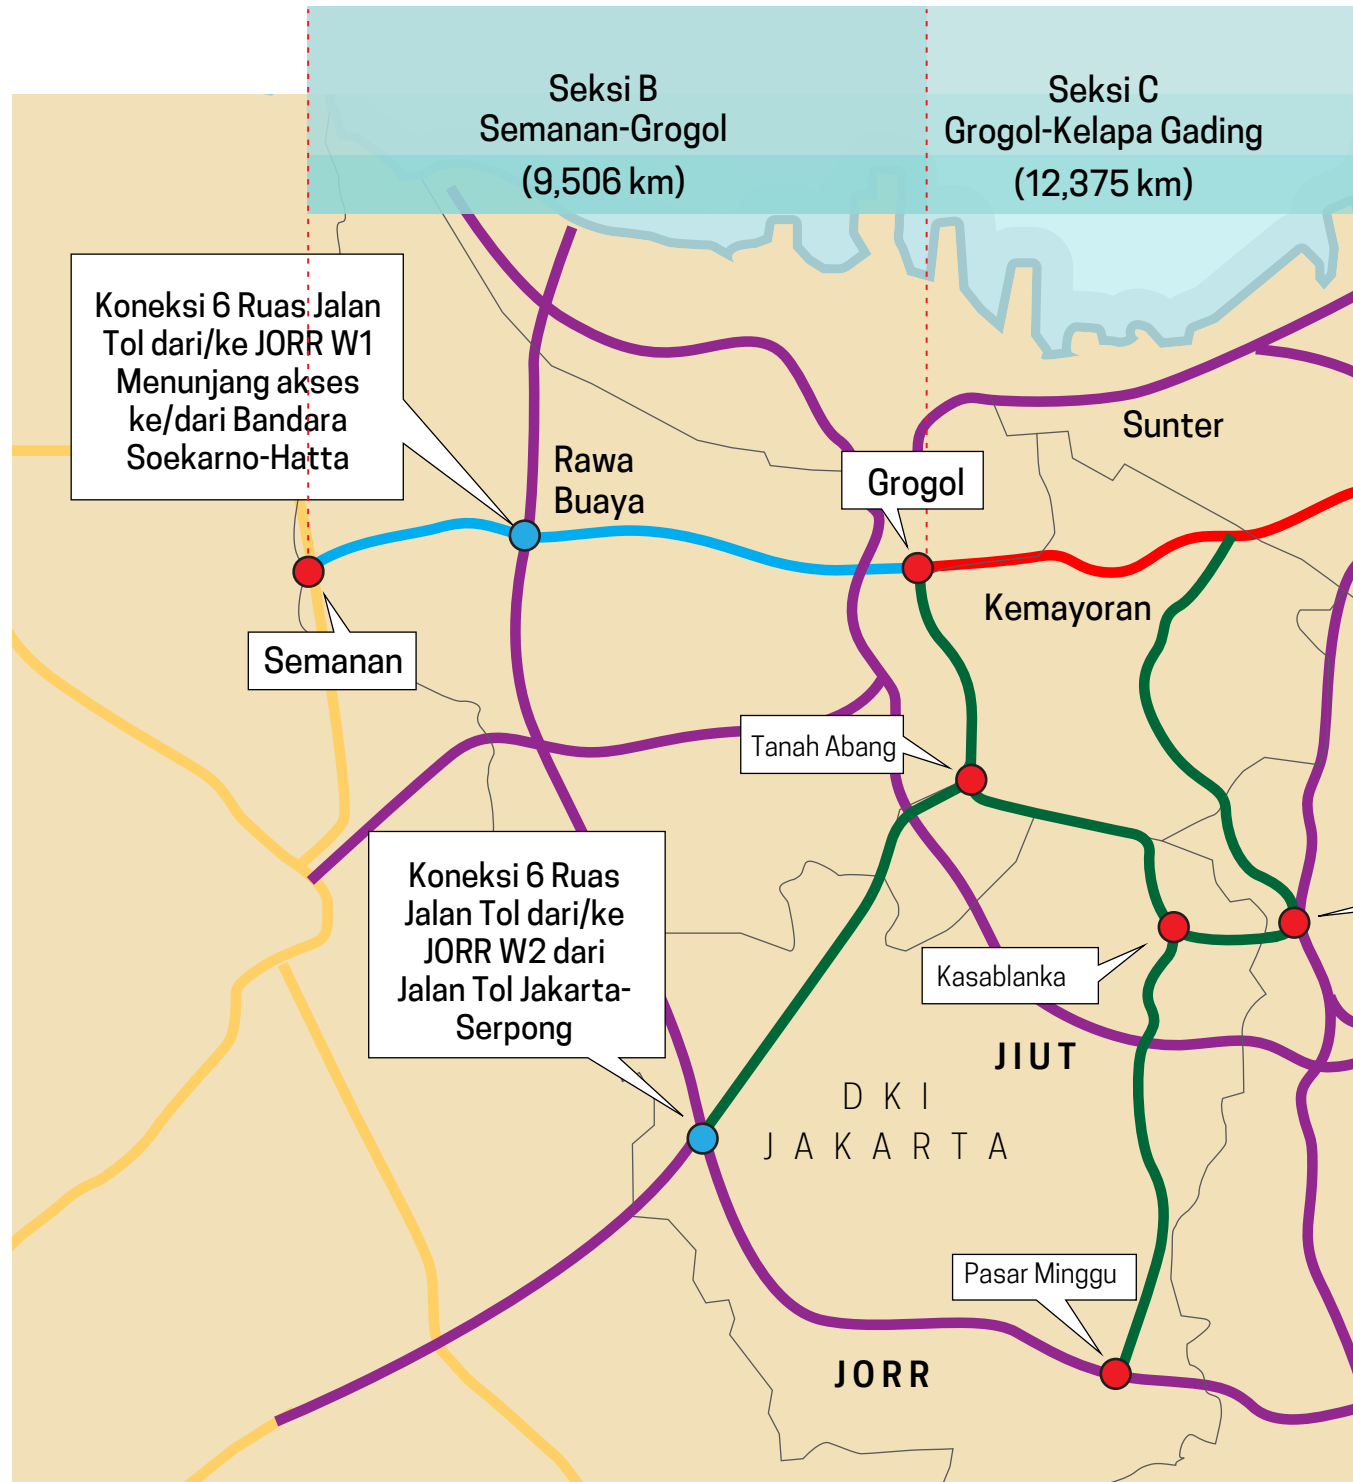 Seksi B
Semanan-Grogol
(9,506 km)
Seksi C
Grogol-Kelapa Gading
(12,375 km)
Koneksi 6 Ruas Jalan
Tol dari/ke JORR W1
Menunjang akses
ke/dari Bandara
Soekarno-Hatta
Rawa
Buaya
Grogol
Sunter
Kemayoran
Semanan
Tanah Abang
Koneksi 6 Ruas
Jalan Tol dari/ke
JORR W2 dari
Jalan Tol Jakarta-
Serpong
Kasablanka
JIUT
DKI
JAKARTA
Pasar Minggu
JORR